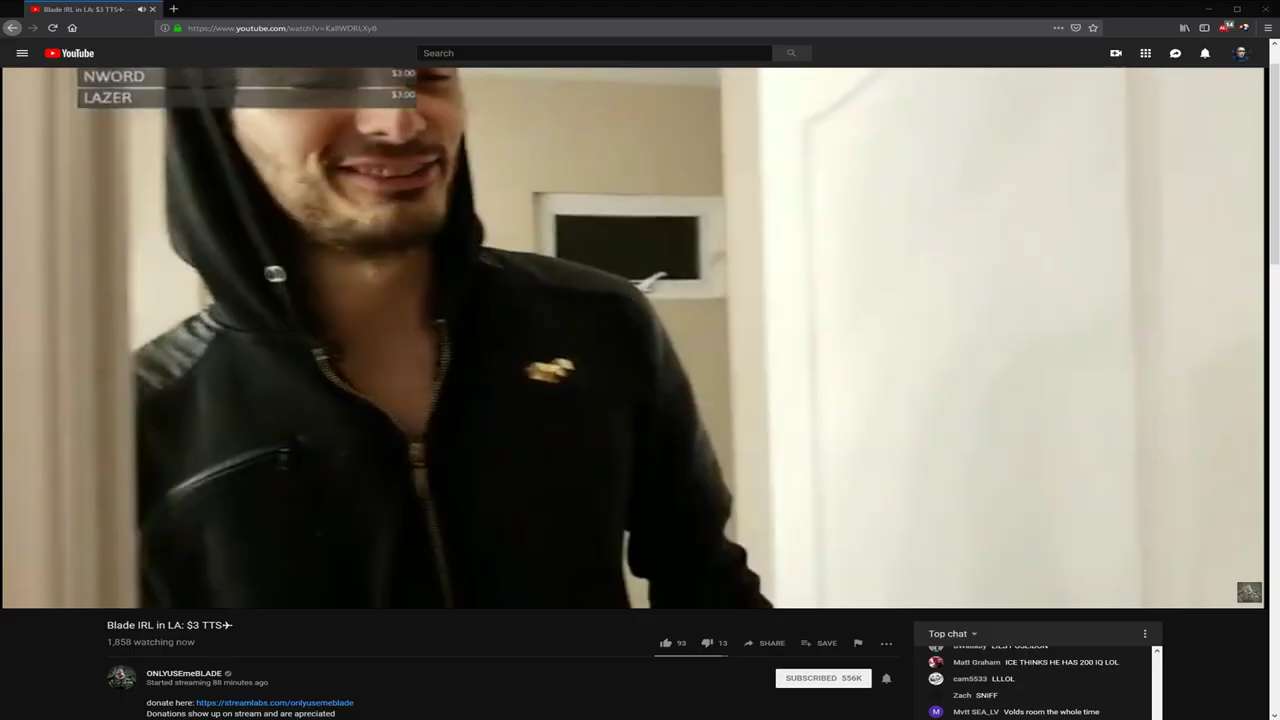 Blade IRL in LA: $3 TTS✈
https://www.youtube.com/watch?v=KallWDRLXy8
14
YouTube
Search
NWORD $3.00
LAZER $3.00
Blade IRL in LA: $3 TTS✈
1,858 watching now
93
13
SHARE
SAVE
ONLYUSEmeBLADE
Started streaming 88 minutes ago
SUBSCRIBED 556K
donate here: https://streamlabs.com/onlyusemeblade
Donations show up on stream and are apreciated
Top chat
Matt Graham ICE THINKS HE HAS 200 IQ LOL
cam5533 LLLOL
Zach SNIFF
M
Mvtt SEA_LV Volds room the whole time